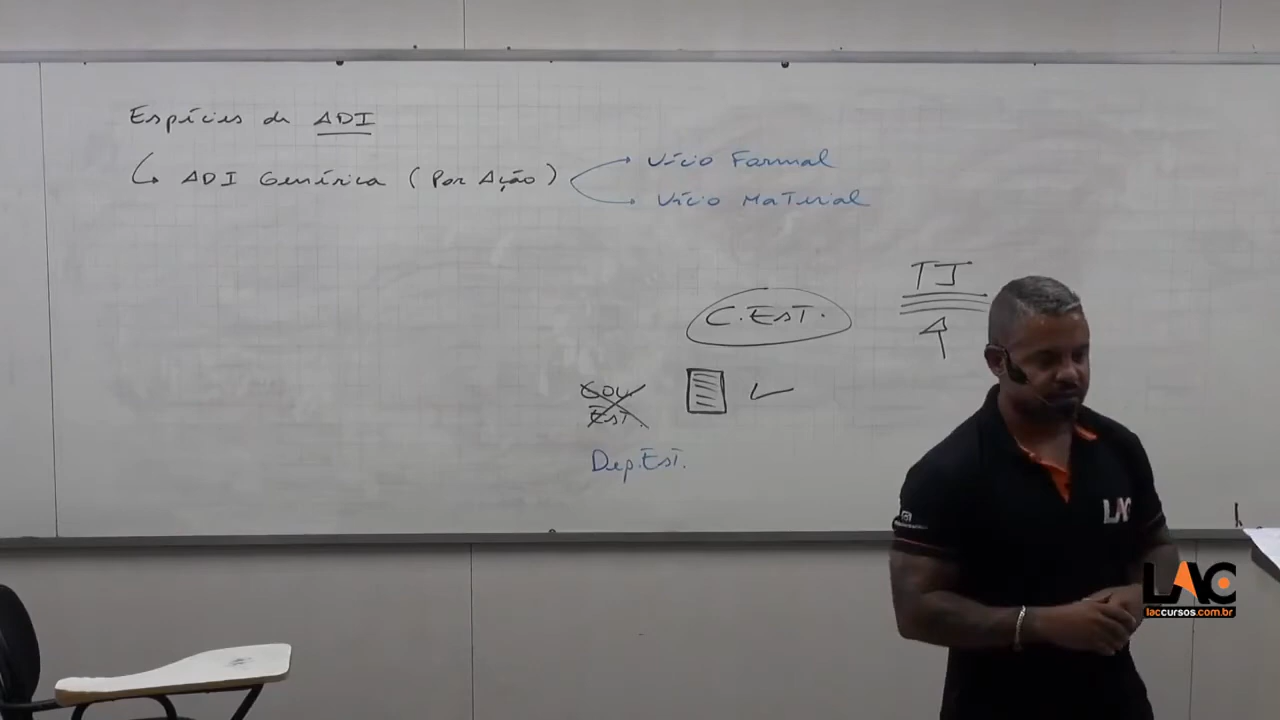 Espécies de ADI
ADI Genérica (Por Ação)
Vício Formal
Vício Material
TJ
C.EST.
GOV.
EST.
Dep.EsT.
LAC
LAC
laccursos.com.br